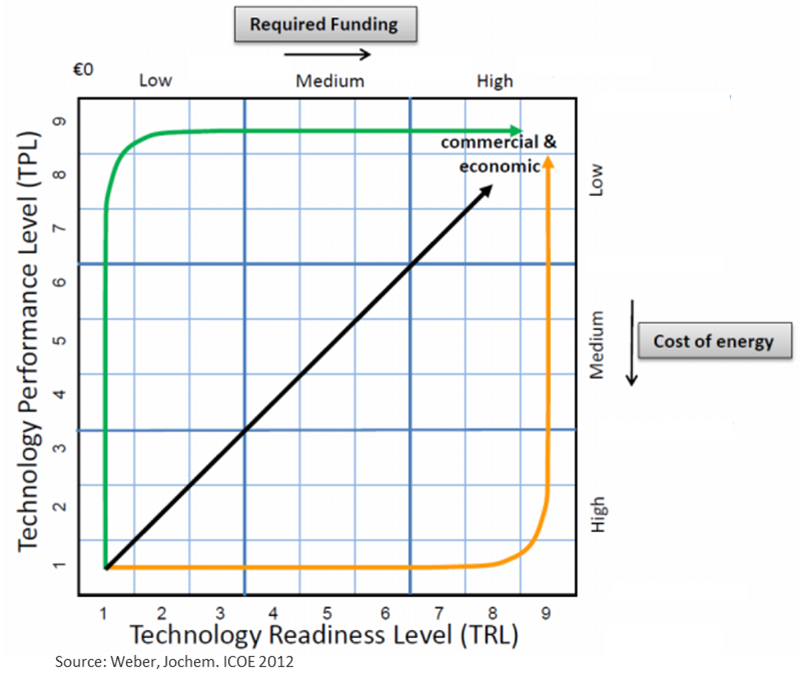 Required Funding
€0
Low Medium High
Technology Performance Level (TPL)
9
8
7
6
5
4
3
2
1
commercial &
economic
Low
Medium
High
Cost of energy
1 2 3 4 5 6 7 8 9
Technology Readiness Level (TRL)
Source: Weber, Jochem. ICOE 2012